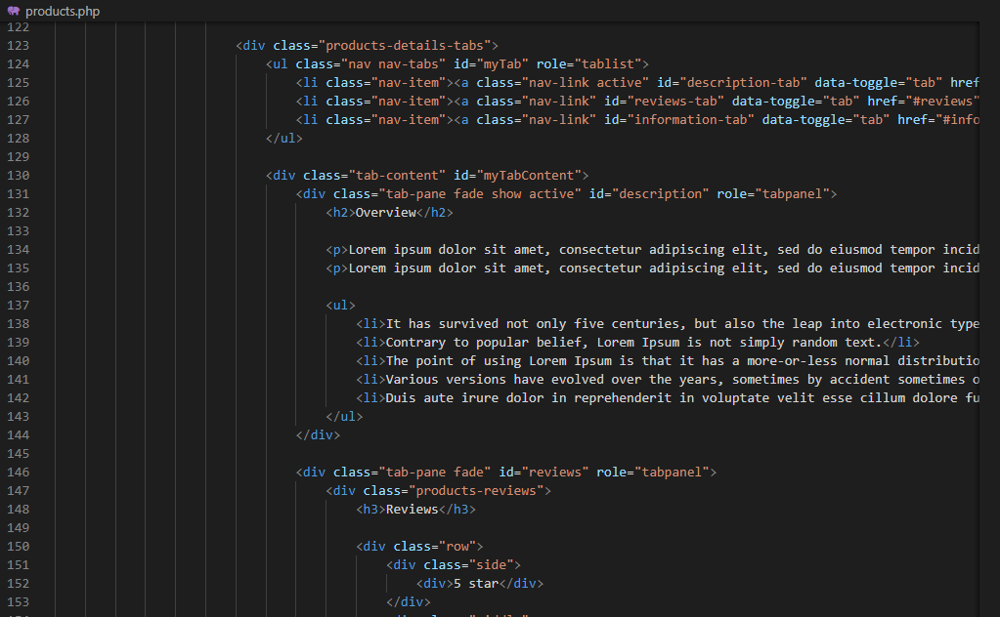 products.php
122
123 <div class="products-details-tabs">
124 <ul class="nav nav-tabs" id="myTab" role="tablist">
125 <li class="nav-item"><a class="nav-link active" id="description-tab" data-toggle="tab" href
126 <li class="nav-item"><a class="nav-link" id="reviews-tab" data-toggle="tab" href="#reviews"
127 <li class="nav-item"><a class="nav-link" id="information-tab" data-toggle="tab" href="#info
128 </ul>
129
130 <div class="tab-content" id="myTabContent">
131 <div class="tab-pane fade show active" id="description" role="tabpanel">
132 <h2>Overview</h2>
133
134 <p>Lorem ipsum dolor sit amet, consectetur adipiscing elit, sed do eiusmod tempor incid
135 <p>Lorem ipsum dolor sit amet, consectetur adipiscing elit, sed do eiusmod tempor incid
136
137 <ul>
138 <li>It has survived not only five centuries, but also the leap into electronic type
139 <li>Contrary to popular belief, Lorem Ipsum is not simply random text.</li>
140 <li>The point of using Lorem Ipsum is that it has a more-or-less normal distributio
141 <li>Various versions have evolved over the years, sometimes by accident sometimes o
142 <li>Duis aute irure dolor in reprehenderit in voluptate velit esse cillum dolore fu
143 </ul>
144 </div>
145
146 <div class="tab-pane fade" id="reviews" role="tabpanel">
147 <div class="products-reviews">
148 <h3>Reviews</h3>
149
150 <div class="row">
151 <div class="side">
152 <div>5 star</div>
153 </div>